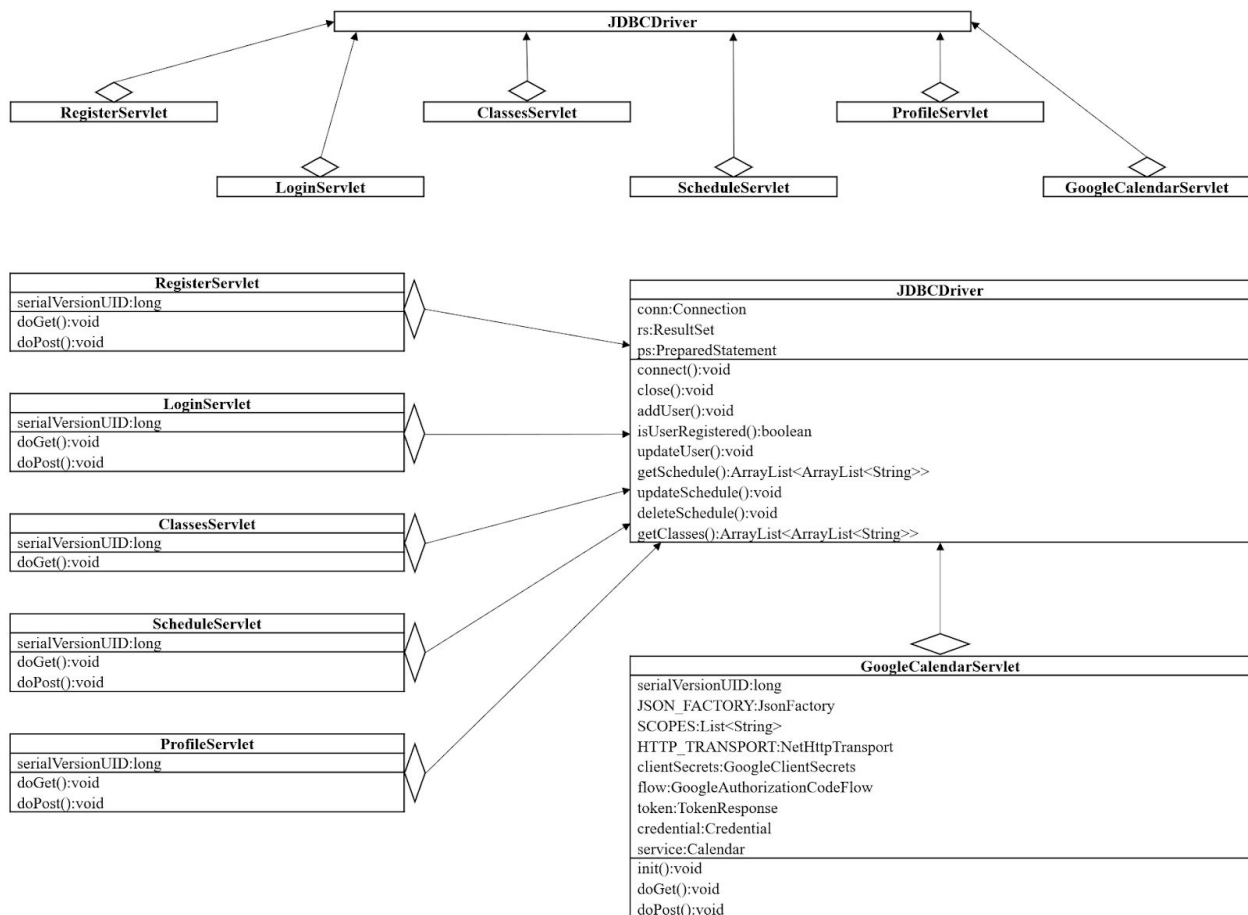 JDBCDriver
RegisterServlet
ClassesServlet
ProfileServlet
LoginServlet
ScheduleServlet
GoogleCalendarServlet
RegisterServlet
serialVersionUID:long
doGet():void
doPost():void
LoginServlet
serialVersionUID:long
doGet():void
doPost():void
ClassesServlet
serialVersionUID:long
doGet():void
ScheduleServlet
serialVersionUID:long
doGet():void
doPost():void
ProfileServlet
serialVersionUID:long
doGet():void
doPost():void
JDBCDriver
conn:Connection
rs:ResultSet
ps:PreparedStatement
connect():void
close():void
addUser():void
isUserRegistered():boolean
updateUser():void
getSchedule():ArrayList<ArrayList<String>>
updateSchedule():void
deleteSchedule():void
getClasses():ArrayList<ArrayList<String>>
GoogleCalendarServlet
serialVersionUID:long
JSON_FACTORY:JsonFactory
SCOPES:List<String>
HTTP_TRANSPORT:NetHttpTransport
clientSecrets:GoogleClientSecrets
flow:GoogleAuthorizationCodeFlow
token:TokenResponse
credential:Credential
service:Calendar
init():void
doGet():void
doPost():void